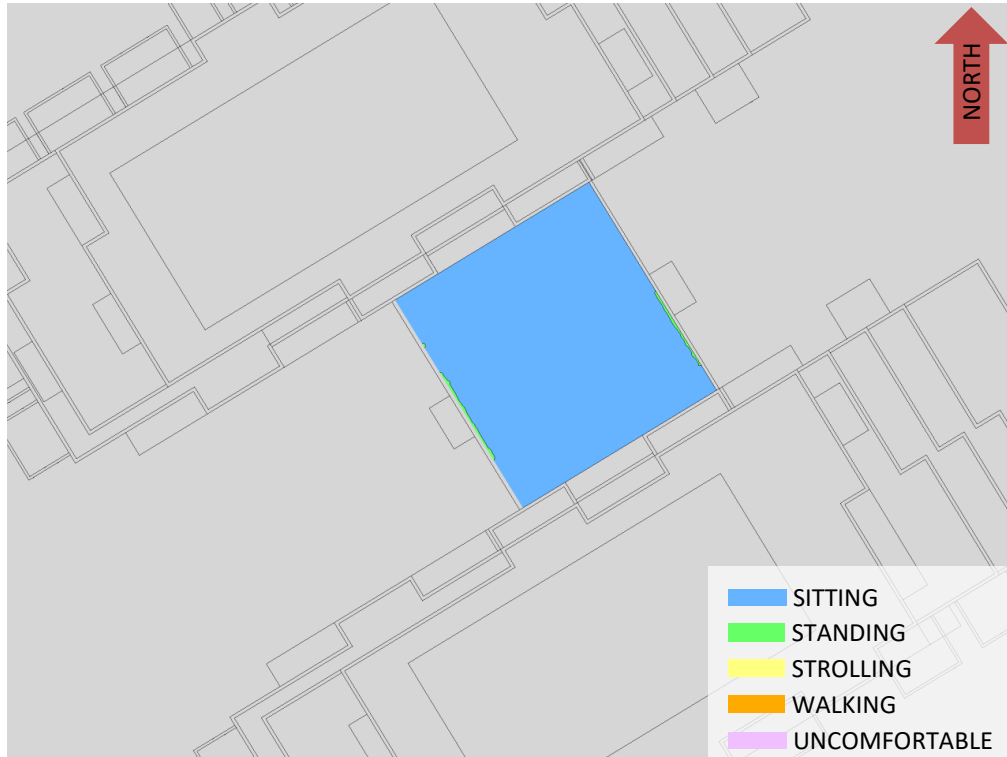 NORTH
SITTING
STANDING
STROLLING
WALKING
UNCOMFORTABLE